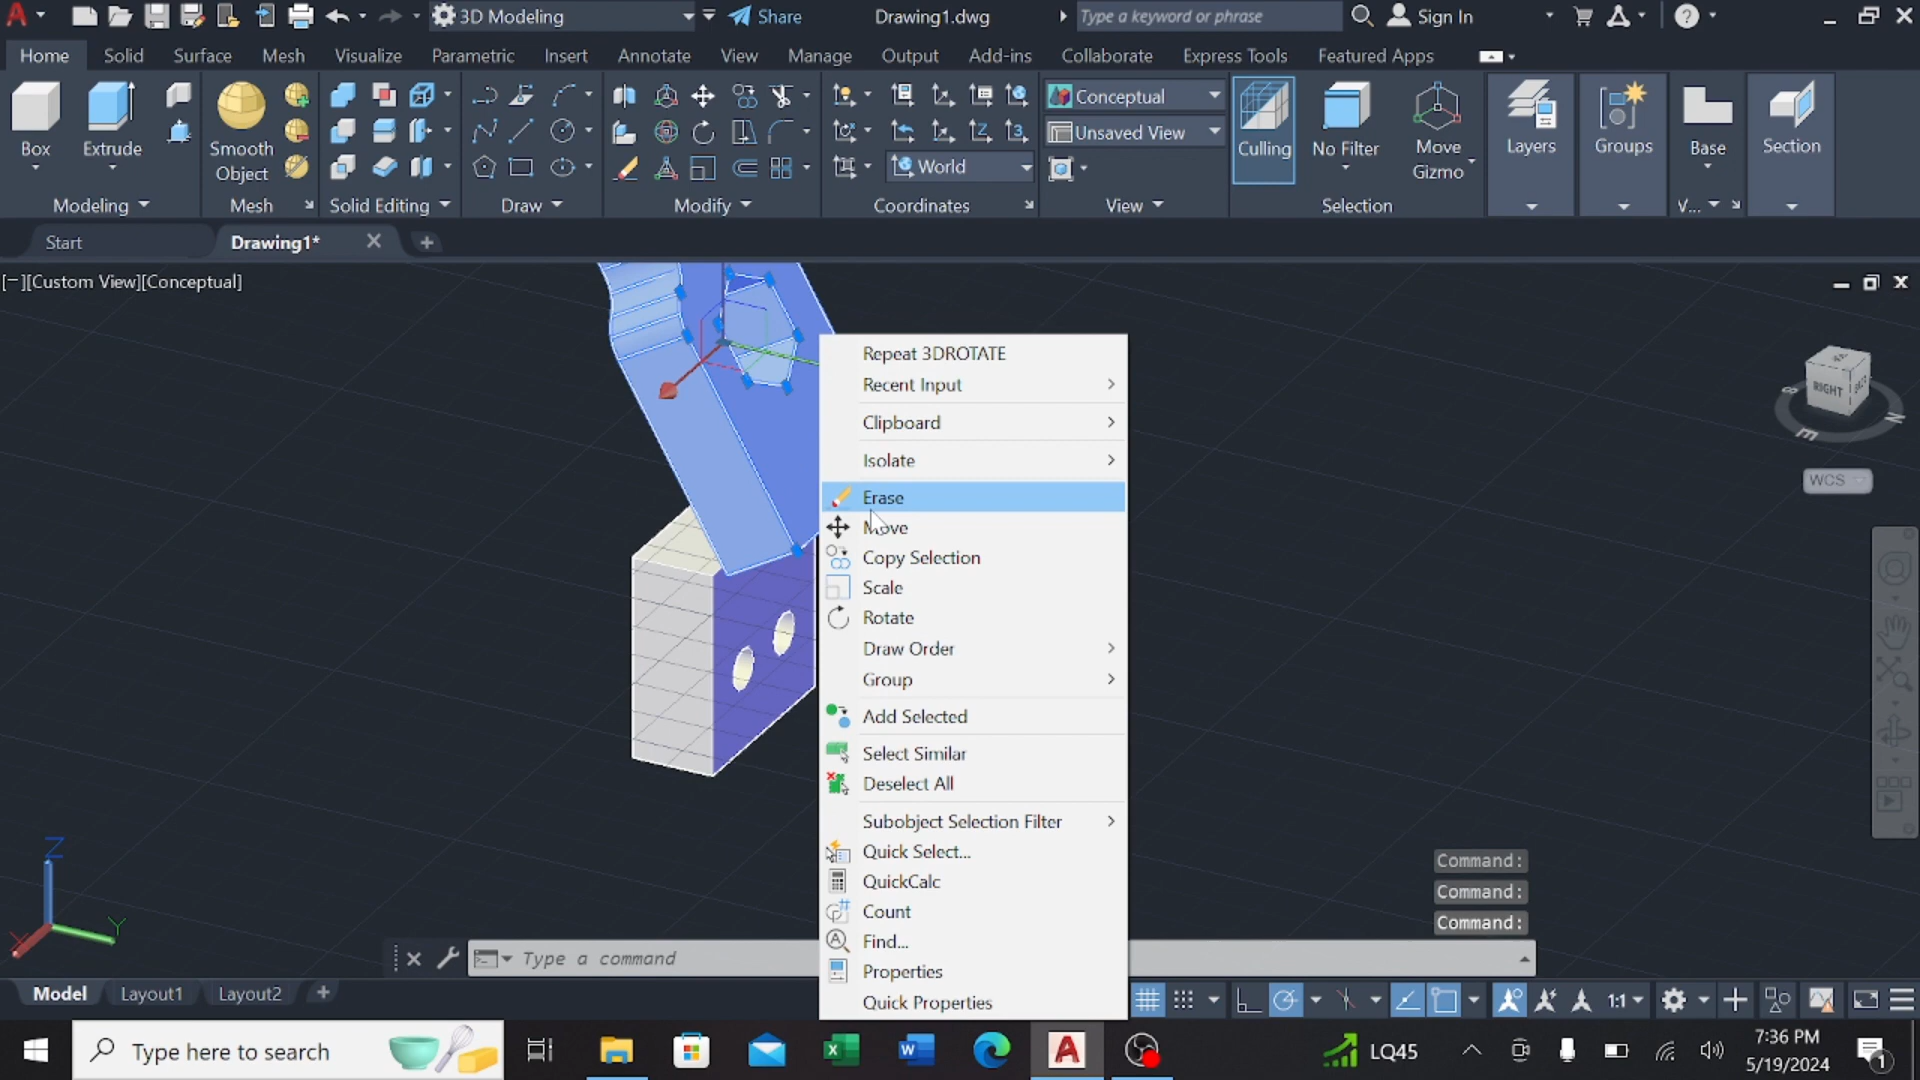 3D Modeling Share Drawing1.dwg Type a keyword or phrase Sign In
Home Solid Surface Mesh Visualize Parametric Insert Annotate View Manage Output Add-ins Collaborate Express Tools Featured Apps
Box Extrude Smooth Object
Conceptual
Unsaved View
World
Culling No Filter Move Gizmo Layers Groups Base Section
Modeling Mesh Solid Editing Draw Modify Coordinates View Selection V...
Start Drawing1*
[−][Custom View][Conceptual]
RIGHT
WCS
Repeat 3DROTATE
Recent Input
Clipboard
Isolate
Erase
Move
Copy Selection
Scale
Rotate
Draw Order
Group
Add Selected
Select Similar
Deselect All
Subobject Selection Filter
Quick Select...
QuickCalc
Count
Find...
Properties
Quick Properties
Z
Y
X
Command:
Command:
Command:
Type a command
Model Layout1 Layout2
1:1
Type here to search
LQ45
7:36 PM
5/19/2024
1